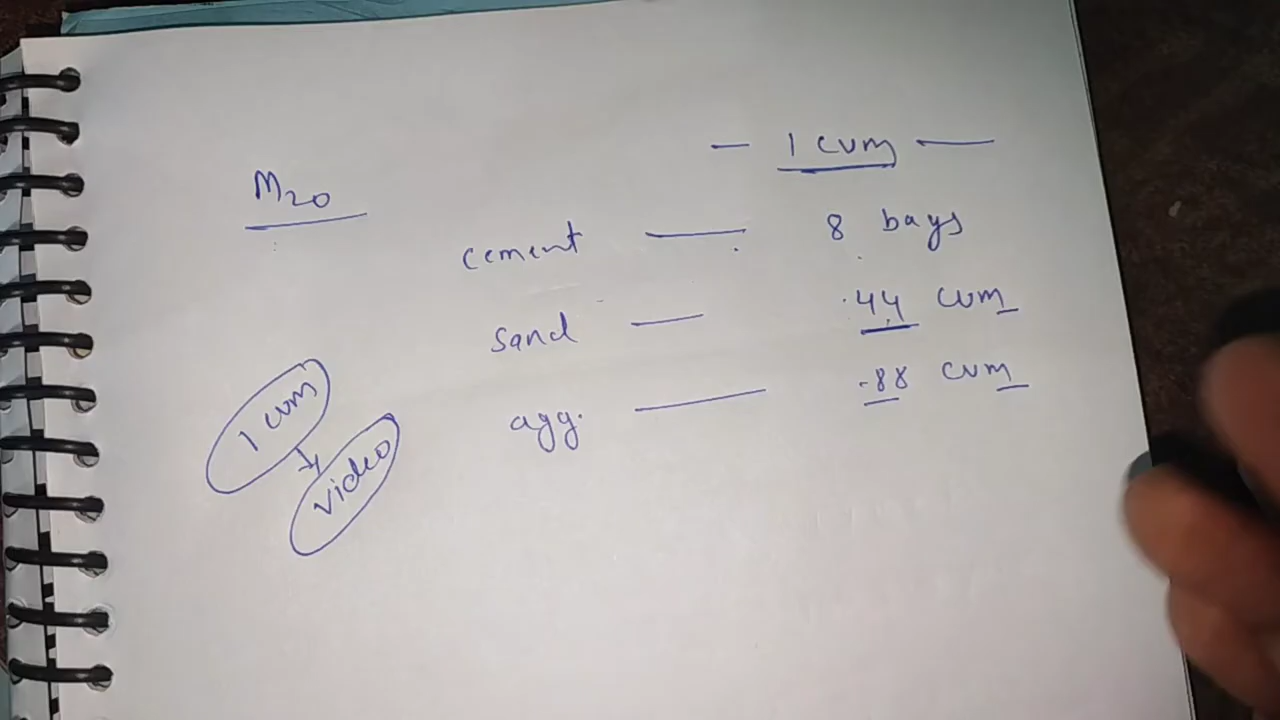 M20
— 1 cum —
cement — 8 bags
sand — .44 cum
agg. — .88 cum
1 cum
video